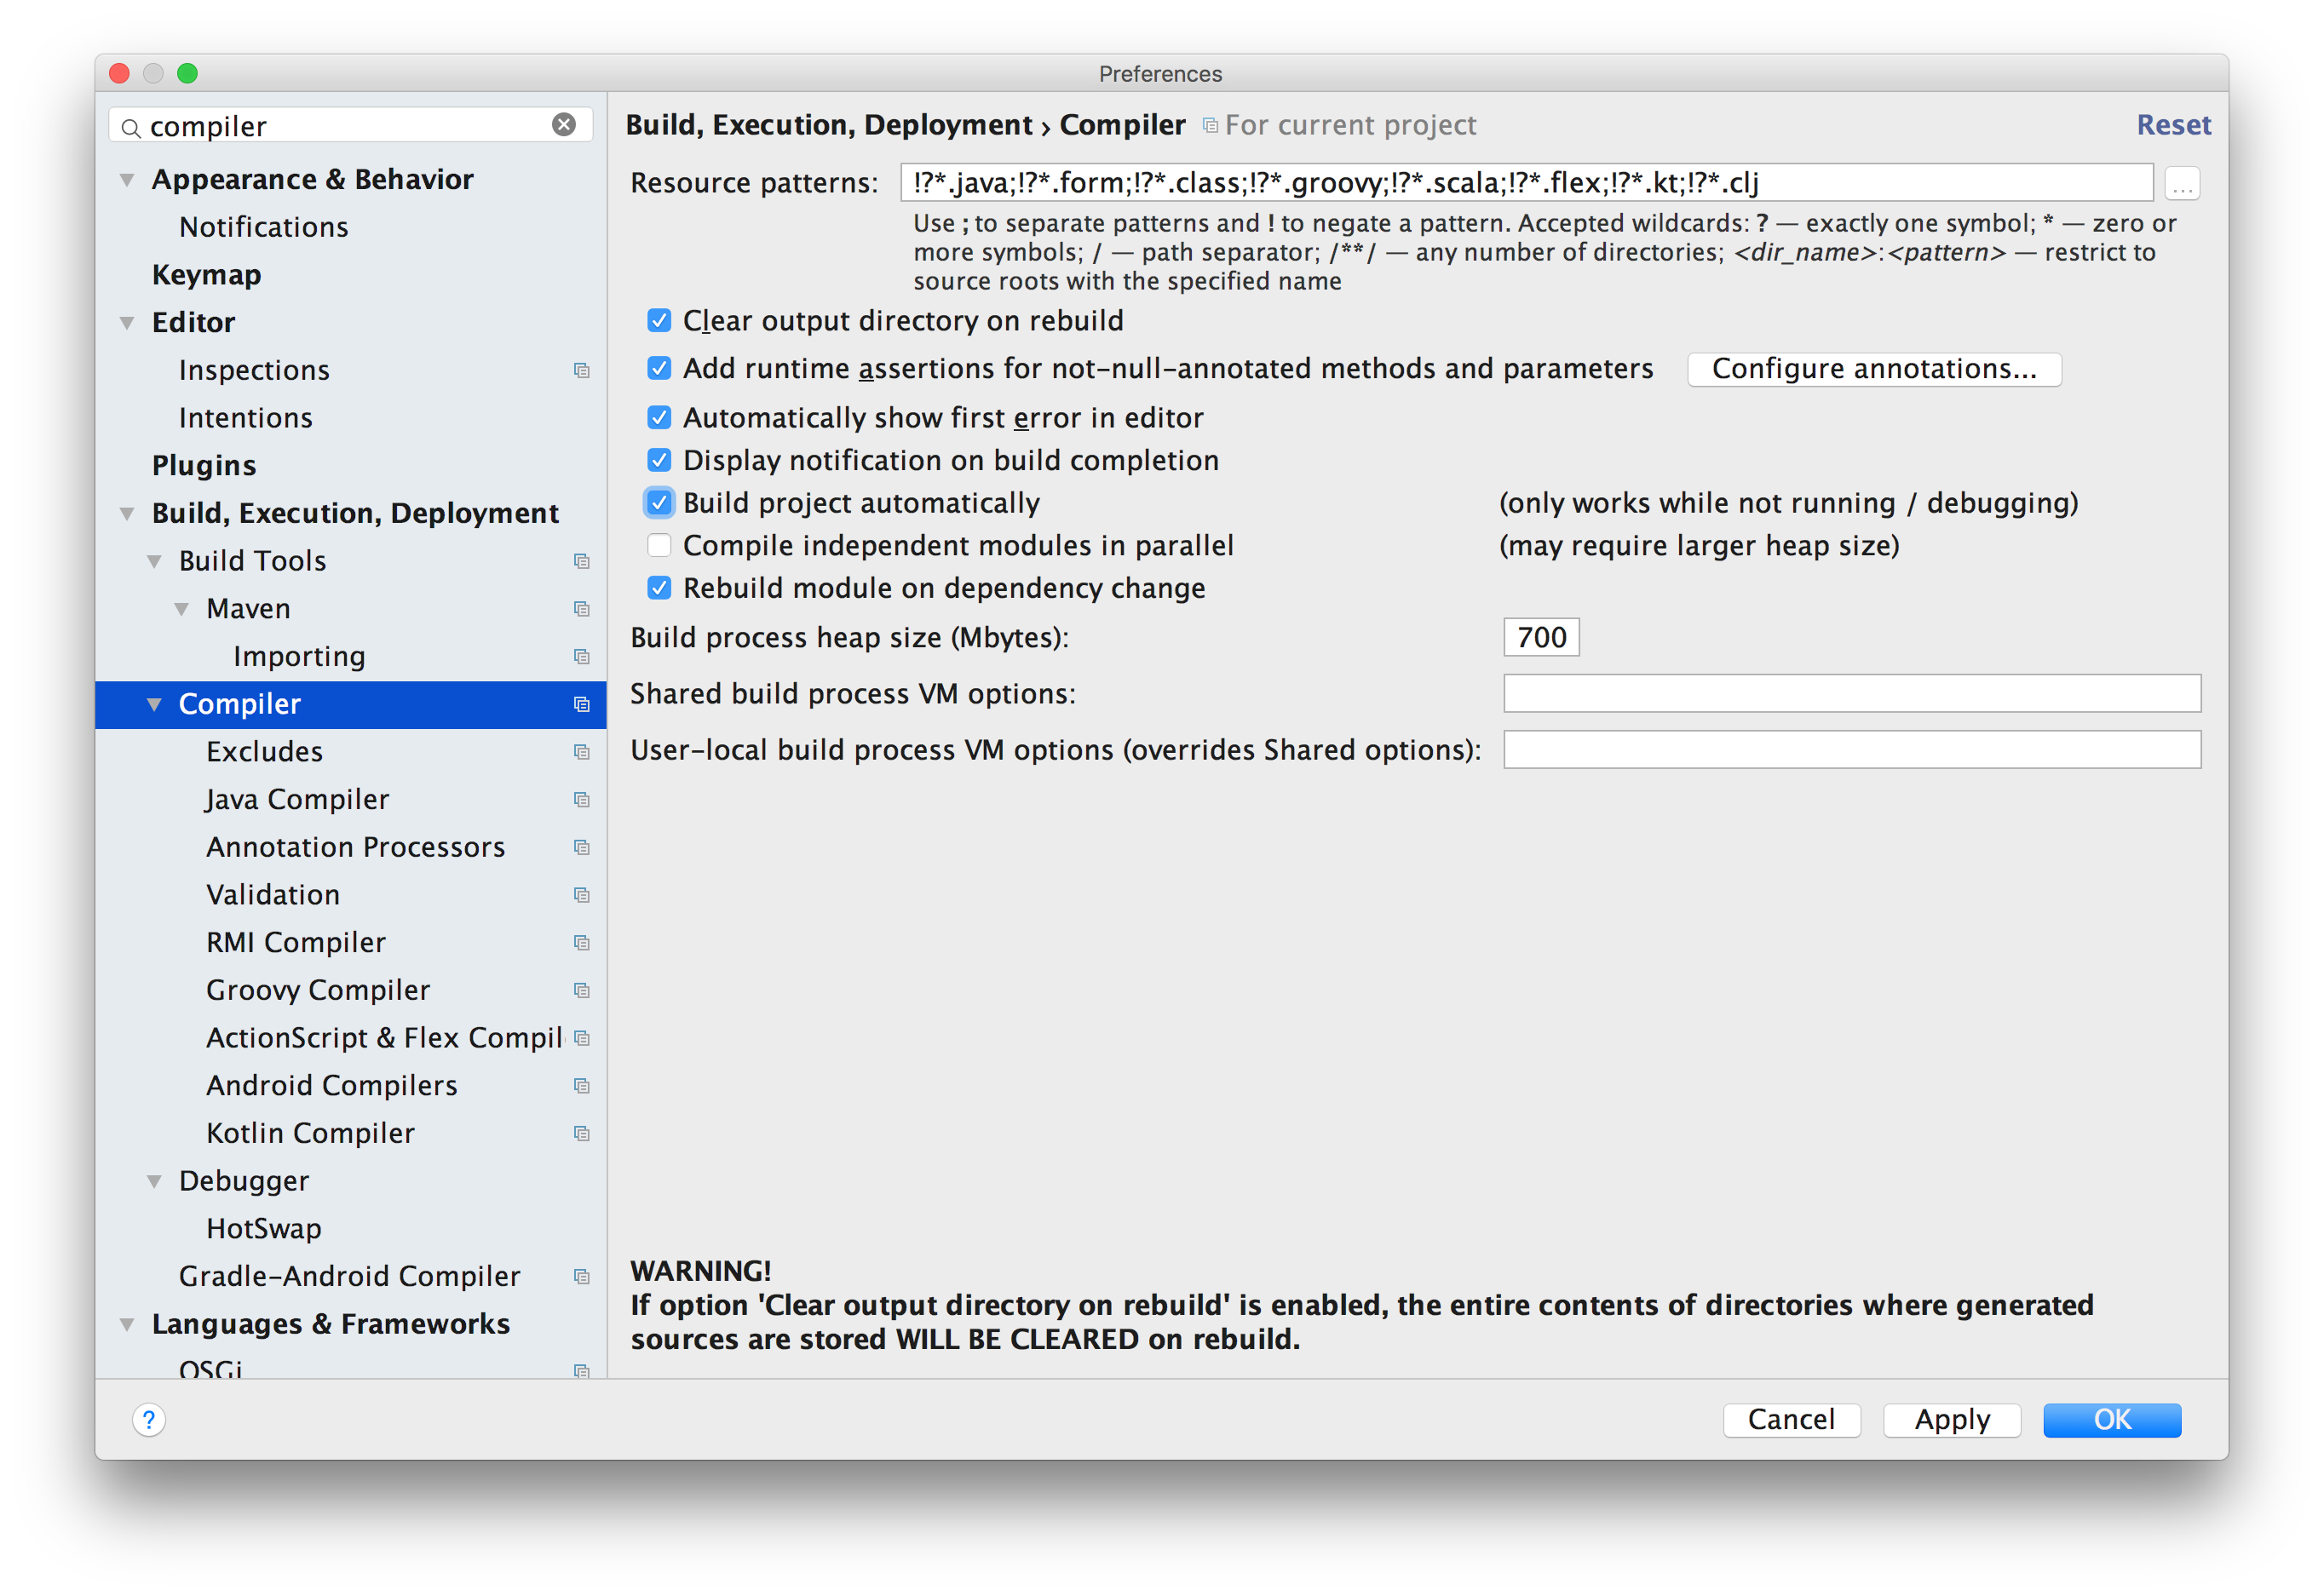 Preferences
compiler
Appearance & Behavior
Notifications
Keymap
Editor
Inspections
Intentions
Plugins
Build, Execution, Deployment
Build Tools
Maven
Importing
Compiler
Excludes
Java Compiler
Annotation Processors
Validation
RMI Compiler
Groovy Compiler
ActionScript & Flex Compil
Android Compilers
Kotlin Compiler
Debugger
HotSwap
Gradle-Android Compiler
Languages & Frameworks
OSGi
Build, Execution, Deployment › Compiler For current project Reset
Resource patterns: !?*.java;!?*.form;!?*.class;!?*.groovy;!?*.scala;!?*.flex;!?*.kt;!?*.clj ...
Use ; to separate patterns and ! to negate a pattern. Accepted wildcards: ? — exactly one symbol; * — zero or
more symbols; / — path separator; /**/ — any number of directories; <dir_name>:<pattern> — restrict to
source roots with the specified name
Clear output directory on rebuild
Add runtime assertions for not-null-annotated methods and parameters Configure annotations...
Automatically show first error in editor
Display notification on build completion
Build project automatically (only works while not running / debugging)
Compile independent modules in parallel (may require larger heap size)
Rebuild module on dependency change
Build process heap size (Mbytes): 700
Shared build process VM options:
User-local build process VM options (overrides Shared options):
WARNING!
If option 'Clear output directory on rebuild' is enabled, the entire contents of directories where generated
sources are stored WILL BE CLEARED on rebuild.
? Cancel Apply OK